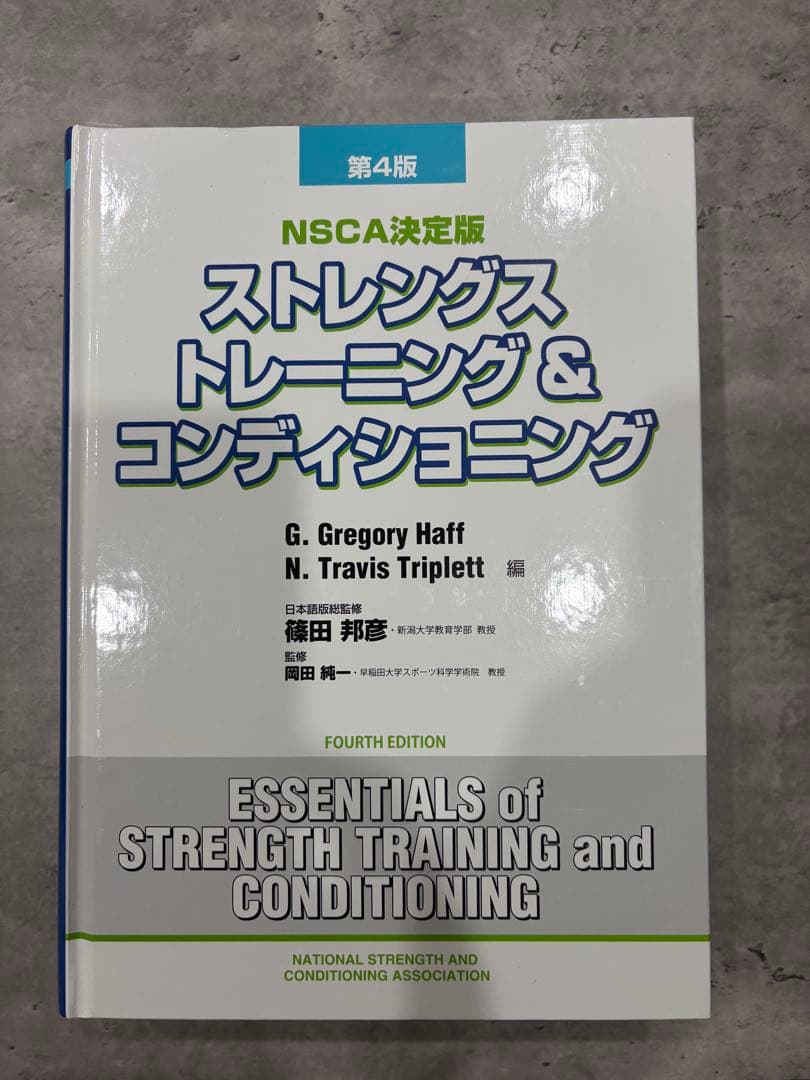 第4版
NSCA決定版
ストレングス
トレーニング &
コンディショニング
G. Gregory Haff
N. Travis Triplett 編
日本語版総監修
篠田 邦彦・新潟大学教育学部 教授
監修
岡田 純一・早稲田大学スポーツ科学学術院 教授
FOURTH EDITION
ESSENTIALS of
STRENGTH TRAINING and
CONDITIONING
NATIONAL STRENGTH AND
CONDITIONING ASSOCIATION